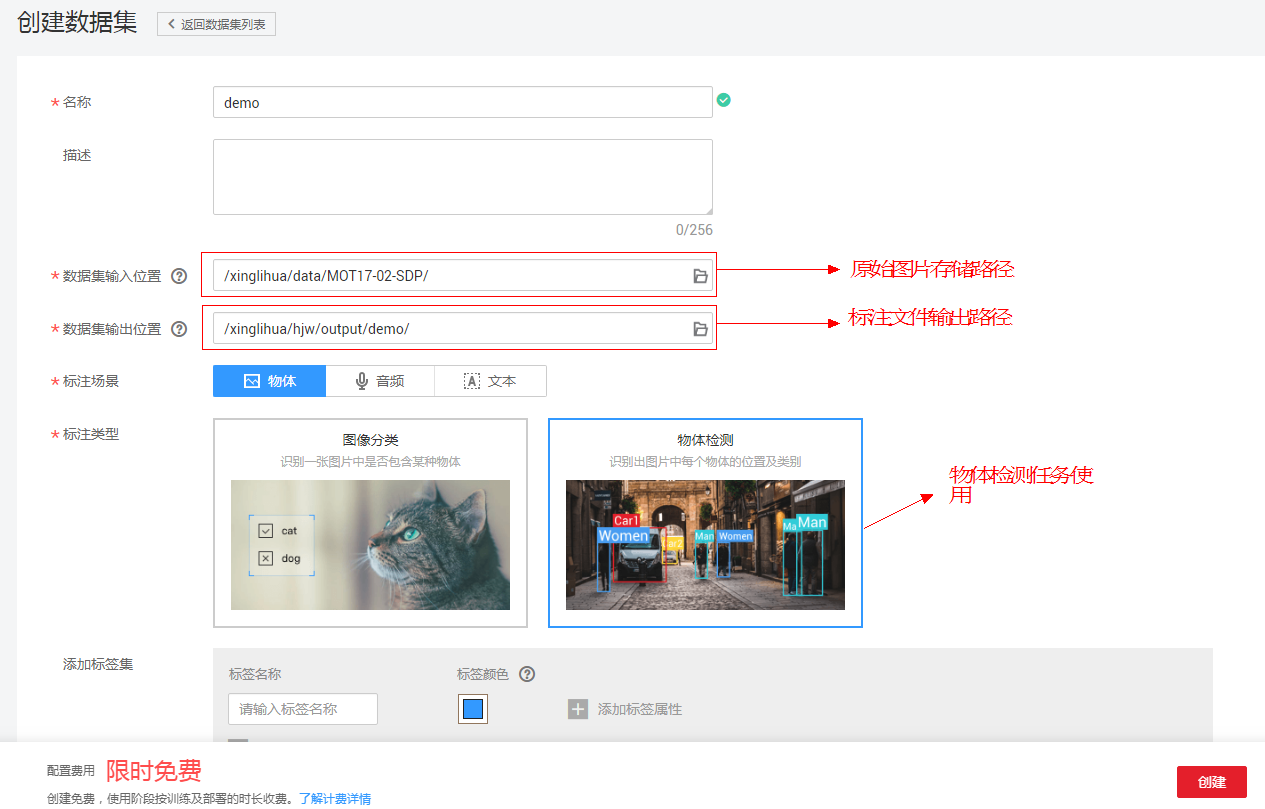 创建数据集
返回数据集列表
* 名称
demo
描述
0/256
* 数据集输入位置
/xinglihua/data/MOT17-02-SDP/
原始图片存储路径
* 数据集输出位置
/xinglihua/hjw/output/demo/
标注文件输出路径
* 标注场景
物体
音频
文本
* 标注类型
图像分类
识别一张图片中是否包含某种物体
cat
dog
物体检测
识别出图片中每个物体的位置及类别
Car1
Women
Car2
Man
Women
Ma
Man
物体检测任务使
用
添加标签集
标签名称
标签颜色
请输入标签名称
添加标签属性
配置费用 限时免费
创建免费，使用阶段按训练及部署的时长收费。了解计费详情
创建